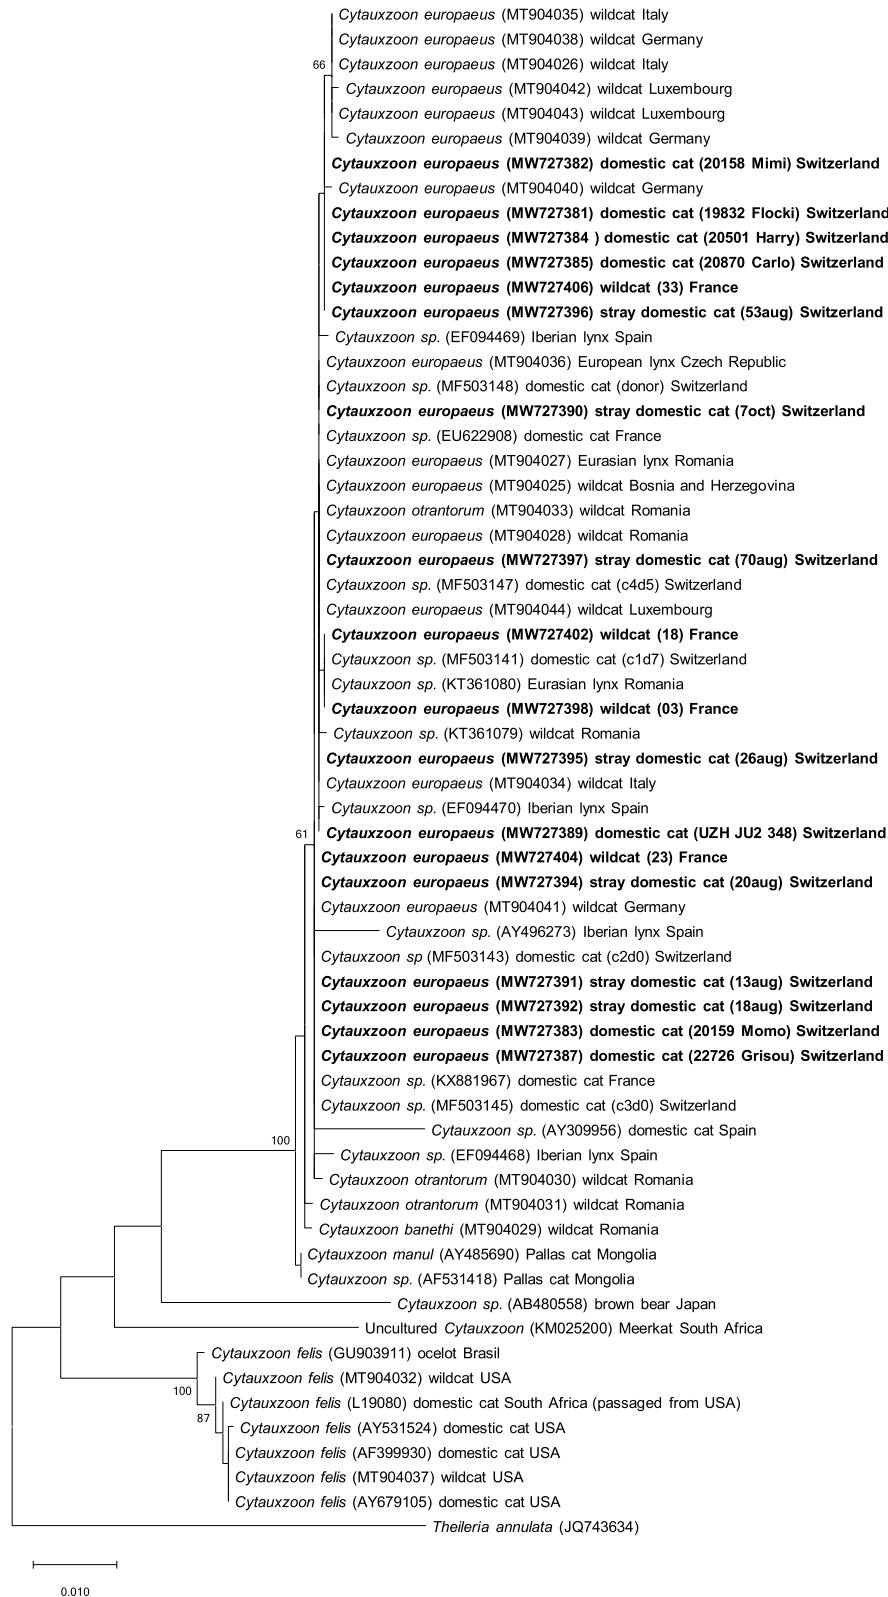 Cytauxzoon europaeus (MT904035) wildcat Italy
Cytauxzoon europaeus (MT904038) wildcat Germany
66
Cytauxzoon europaeus (MT904026) wildcat Italy
Cytauxzoon europaeus (MT904042) wildcat Luxembourg
Cytauxzoon europaeus (MT904043) wildcat Luxembourg
Cytauxzoon europaeus (MT904039) wildcat Germany
Cytauxzoon europaeus (MW727382) domestic cat (20158 Mimi) Switzerland
Cytauxzoon europaeus (MT904040) wildcat Germany
Cytauxzoon europaeus (MW727381) domestic cat (19832 Flocki) Switzerland
Cytauxzoon europaeus (MW727384 ) domestic cat (20501 Harry) Switzerland
Cytauxzoon europaeus (MW727385) domestic cat (20870 Carlo) Switzerland
Cytauxzoon europaeus (MW727406) wildcat (33) France
Cytauxzoon europaeus (MW727396) stray domestic cat (53aug) Switzerland
Cytauxzoon sp. (EF094469) Iberian lynx Spain
Cytauxzoon europaeus (MT904036) European lynx Czech Republic
Cytauxzoon sp. (MF503148) domestic cat (donor) Switzerland
Cytauxzoon europaeus (MW727390) stray domestic cat (7oct) Switzerland
Cytauxzoon sp. (EU622908) domestic cat France
Cytauxzoon europaeus (MT904027) Eurasian lynx Romania
Cytauxzoon europaeus (MT904025) wildcat Bosnia and Herzegovina
Cytauxzoon otrantorum (MT904033) wildcat Romania
Cytauxzoon europaeus (MT904028) wildcat Romania
Cytauxzoon europaeus (MW727397) stray domestic cat (70aug) Switzerland
Cytauxzoon sp. (MF503147) domestic cat (c4d5) Switzerland
Cytauxzoon europaeus (MT904044) wildcat Luxembourg
Cytauxzoon europaeus (MW727402) wildcat (18) France
Cytauxzoon sp. (MF503141) domestic cat (c1d7) Switzerland
Cytauxzoon sp. (KT361080) Eurasian lynx Romania
Cytauxzoon europaeus (MW727398) wildcat (03) France
Cytauxzoon sp. (KT361079) wildcat Romania
Cytauxzoon europaeus (MW727395) stray domestic cat (26aug) Switzerland
Cytauxzoon europaeus (MT904034) wildcat Italy
Cytauxzoon sp. (EF094470) Iberian lynx Spain
61
Cytauxzoon europaeus (MW727389) domestic cat (UZH JU2 348) Switzerland
Cytauxzoon europaeus (MW727404) wildcat (23) France
Cytauxzoon europaeus (MW727394) stray domestic cat (20aug) Switzerland
Cytauxzoon europaeus (MT904041) wildcat Germany
Cytauxzoon sp. (AY496273) Iberian lynx Spain
Cytauxzoon sp (MF503143) domestic cat (c2d0) Switzerland
Cytauxzoon europaeus (MW727391) stray domestic cat (13aug) Switzerland
Cytauxzoon europaeus (MW727392) stray domestic cat (18aug) Switzerland
Cytauxzoon europaeus (MW727383) domestic cat (20159 Momo) Switzerland
Cytauxzoon europaeus (MW727387) domestic cat (22726 Grisou) Switzerland
Cytauxzoon sp. (KX881967) domestic cat France
Cytauxzoon sp. (MF503145) domestic cat (c3d0) Switzerland
Cytauxzoon sp. (AY309956) domestic cat Spain
100
Cytauxzoon sp. (EF094468) Iberian lynx Spain
Cytauxzoon otrantorum (MT904030) wildcat Romania
Cytauxzoon otrantorum (MT904031) wildcat Romania
Cytauxzoon banethi (MT904029) wildcat Romania
Cytauxzoon manul (AY485690) Pallas cat Mongolia
Cytauxzoon sp. (AF531418) Pallas cat Mongolia
Cytauxzoon sp. (AB480558) brown bear Japan
Uncultured Cytauxzoon (KM025200) Meerkat South Africa
Cytauxzoon felis (GU903911) ocelot Brasil
Cytauxzoon felis (MT904032) wildcat USA
100
Cytauxzoon felis (L19080) domestic cat South Africa (passaged from USA)
87
Cytauxzoon felis (AY531524) domestic cat USA
Cytauxzoon felis (AF399930) domestic cat USA
Cytauxzoon felis (MT904037) wildcat USA
Cytauxzoon felis (AY679105) domestic cat USA
Theileria annulata (JQ743634)
0.010